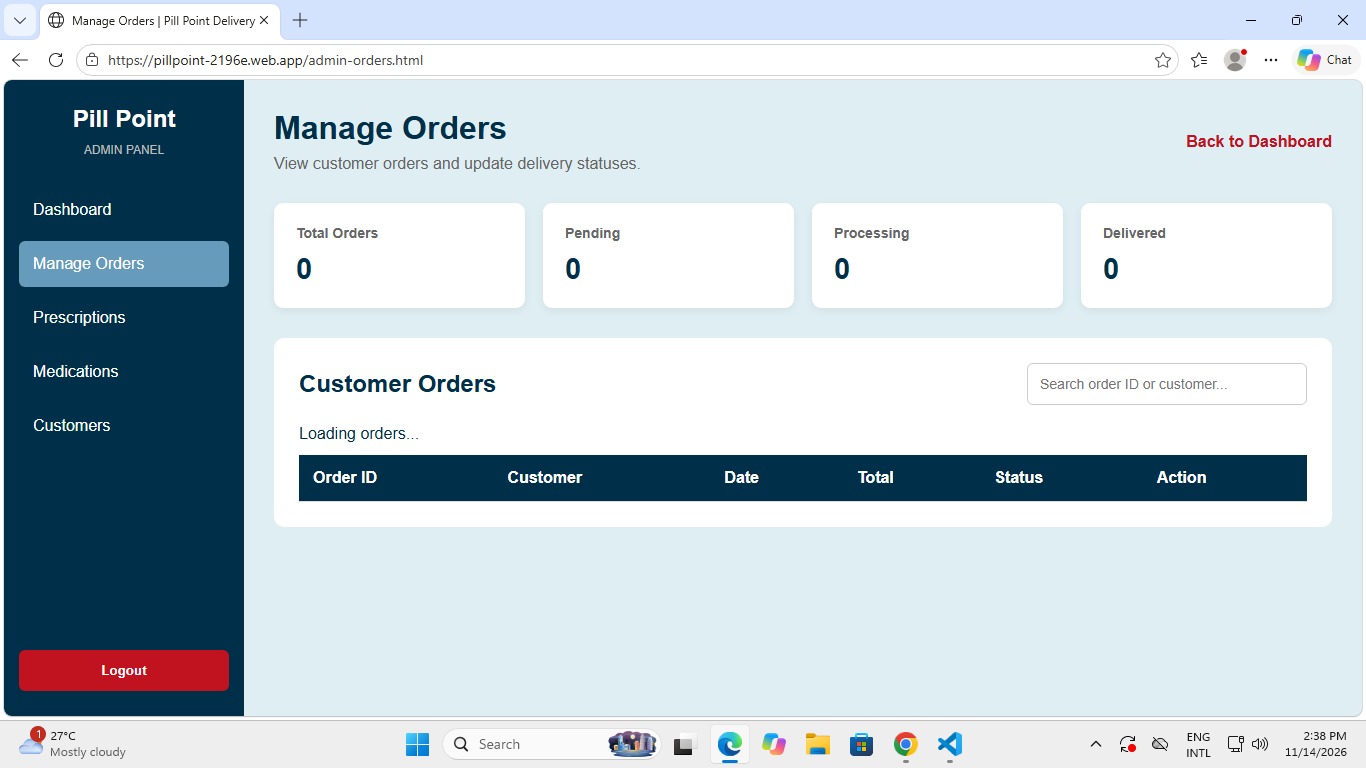 Manage Orders | Pill Point Delivery
https://pillpoint-2196e.web.app/admin-orders.html
Chat
Pill Point
ADMIN PANEL
Dashboard
Manage Orders
Prescriptions
Medications
Customers
Logout
Manage Orders
View customer orders and update delivery statuses.
Back to Dashboard
Total Orders
0
Pending
0
Processing
0
Delivered
0
Customer Orders
Search order ID or customer...
Loading orders...
Order ID Customer Date Total Status Action
1
27°C
Mostly cloudy
Search
ENG
INTL
2:38 PM
11/14/2026